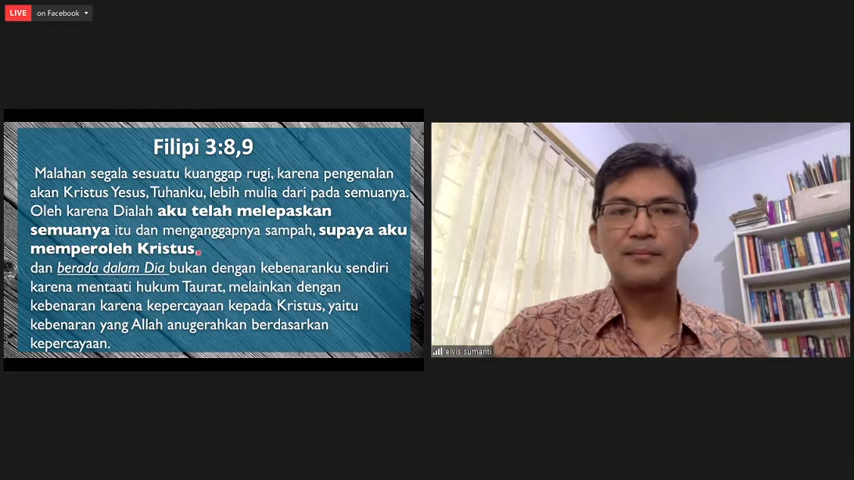 LIVE on Facebook
Filipi 3:8,9
Malahan segala sesuatu kuanggap rugi, karena pengenalan
akan Kristus Yesus, Tuhanku, lebih mulia dari pada semuanya.
Oleh karena Dialah aku telah melepaskan
semuanya itu dan menganggapnya sampah, supaya aku
memperoleh Kristus.
dan berada dalam Dia bukan dengan kebenaranku sendiri
karena mentaati hukum Taurat, melainkan dengan
kebenaran karena kepercayaan kepada Kristus, yaitu
kebenaran yang Allah anugerahkan berdasarkan
kepercayaan.
elvis sumanti